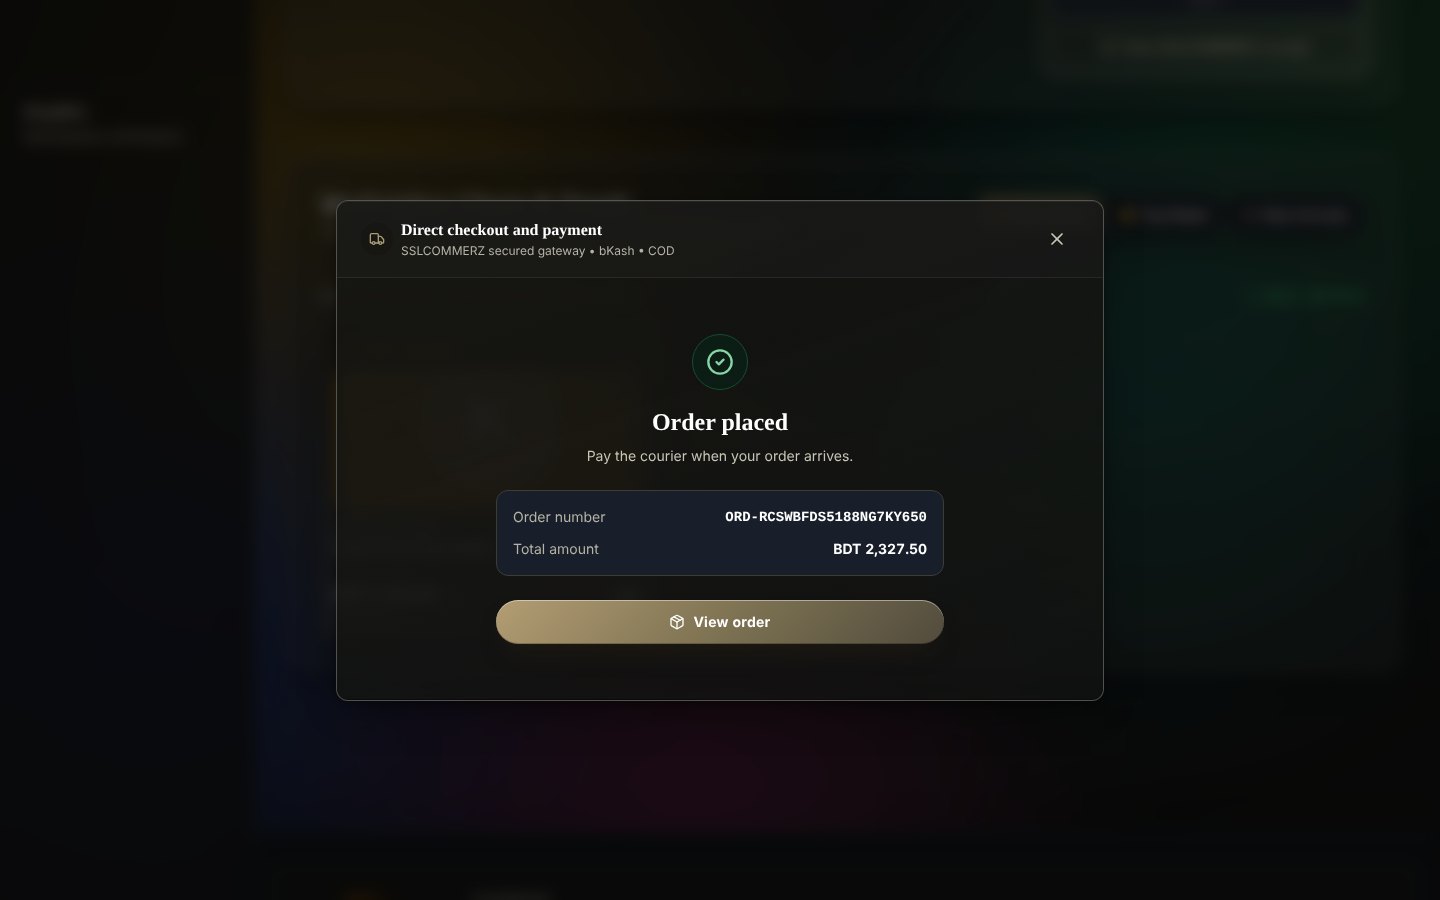 Direct checkout and payment
SSLCOMMERZ secured gateway • bKash • COD
Order placed
Pay the courier when your order arrives.
Order number ORD-RCSWBFDS5188NG7KY650
Total amount BDT 2,327.50
View order